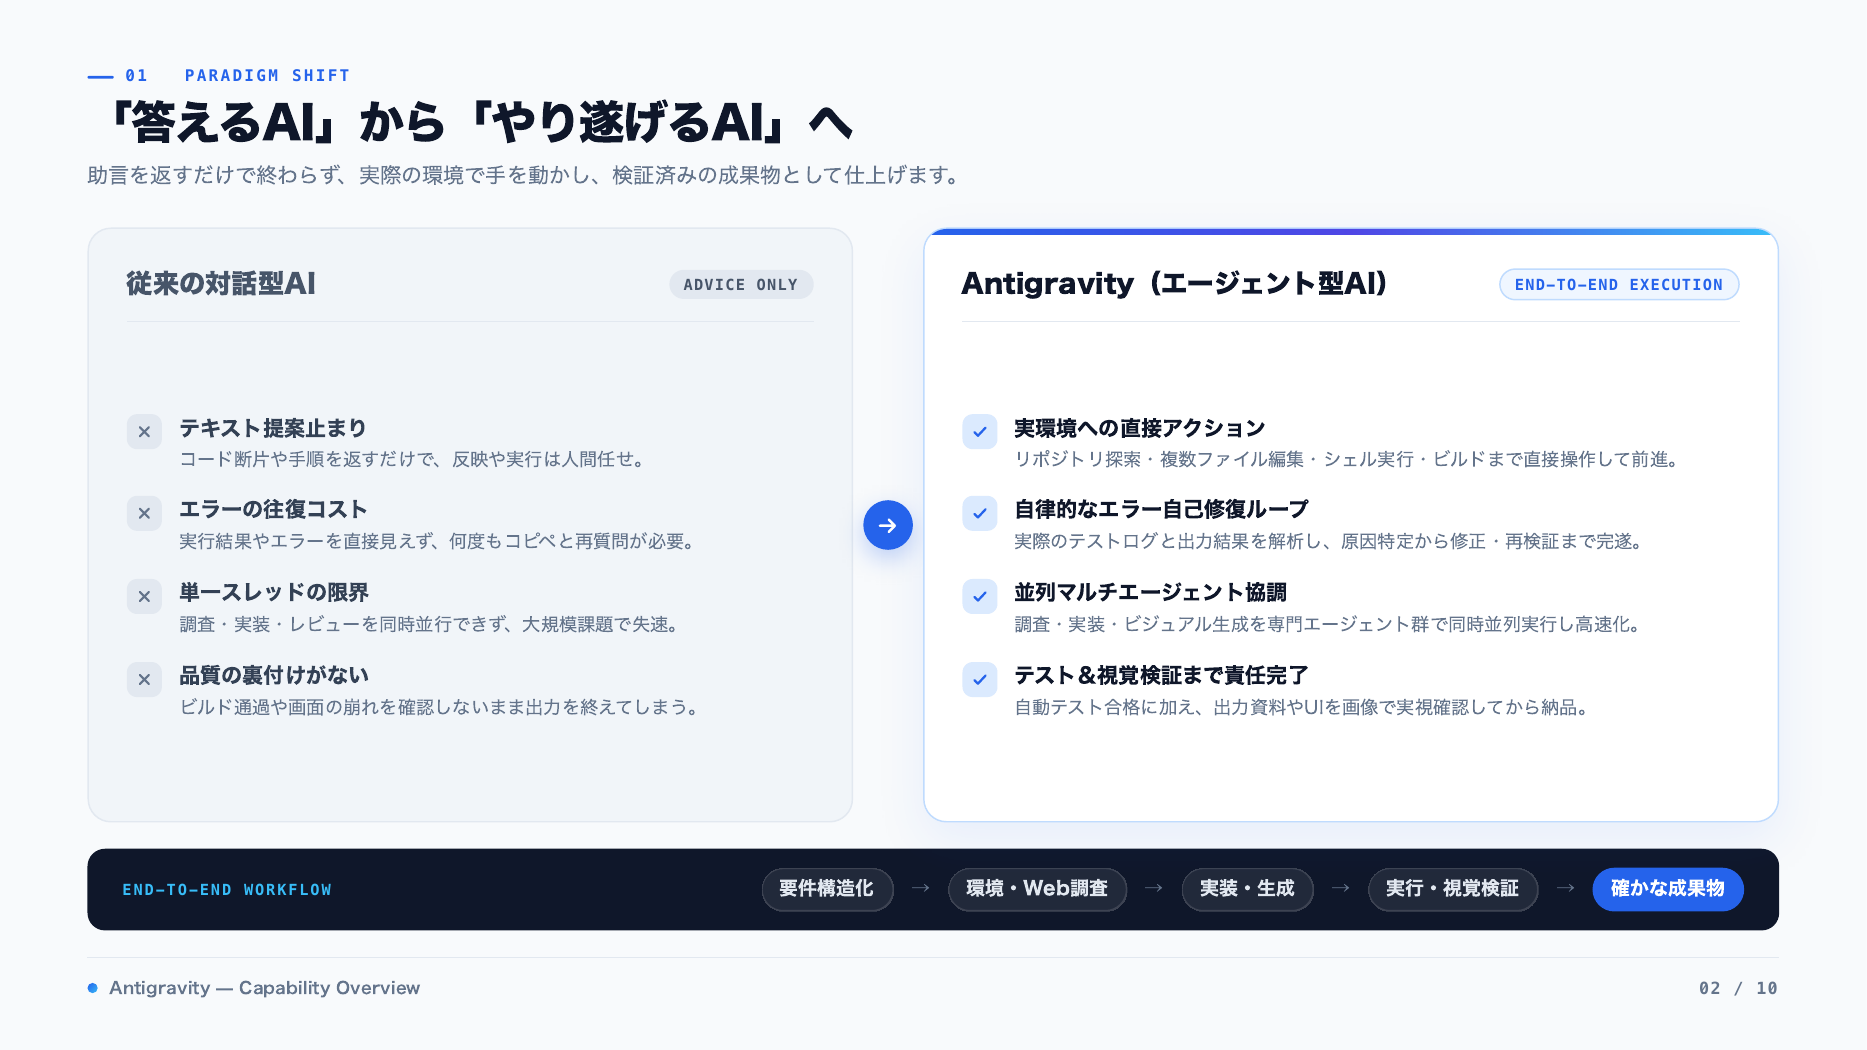 01 PARADIGM SHIFT
「答えるAI」から「やり遂げるAI」へ
助言を返すだけで終わらず、実際の環境で手を動かし、検証済みの成果物として仕上げます。
従来の対話型AI
ADVICE ONLY
テキスト提案止まり
コード断片や手順を返すだけで、反映や実行は人間任せ。
エラーの往復コスト
実行結果やエラーを直接見えず、何度もコピペと再質問が必要。
単一スレッドの限界
調査・実装・レビューを同時並行できず、大規模課題で失速。
品質の裏付けがない
ビルド通過や画面の崩れを確認しないまま出力を終えてしまう。
→
Antigravity（エージェント型AI）
END-TO-END EXECUTION
実環境への直接アクション
リポジトリ探索・複数ファイル編集・シェル実行・ビルドまで直接操作して前進。
自律的なエラー自己修復ループ
実際のテストログと出力結果を解析し、原因特定から修正・再検証まで完遂。
並列マルチエージェント協調
調査・実装・ビジュアル生成を専門エージェント群で同時並列実行し高速化。
テスト＆視覚検証まで責任完了
自動テスト合格に加え、出力資料やUIを画像で実視確認してから納品。
END-TO-END WORKFLOW
要件構造化 → 環境・Web調査 → 実装・生成 → 実行・視覚検証 → 確かな成果物
Antigravity — Capability Overview
02 / 10